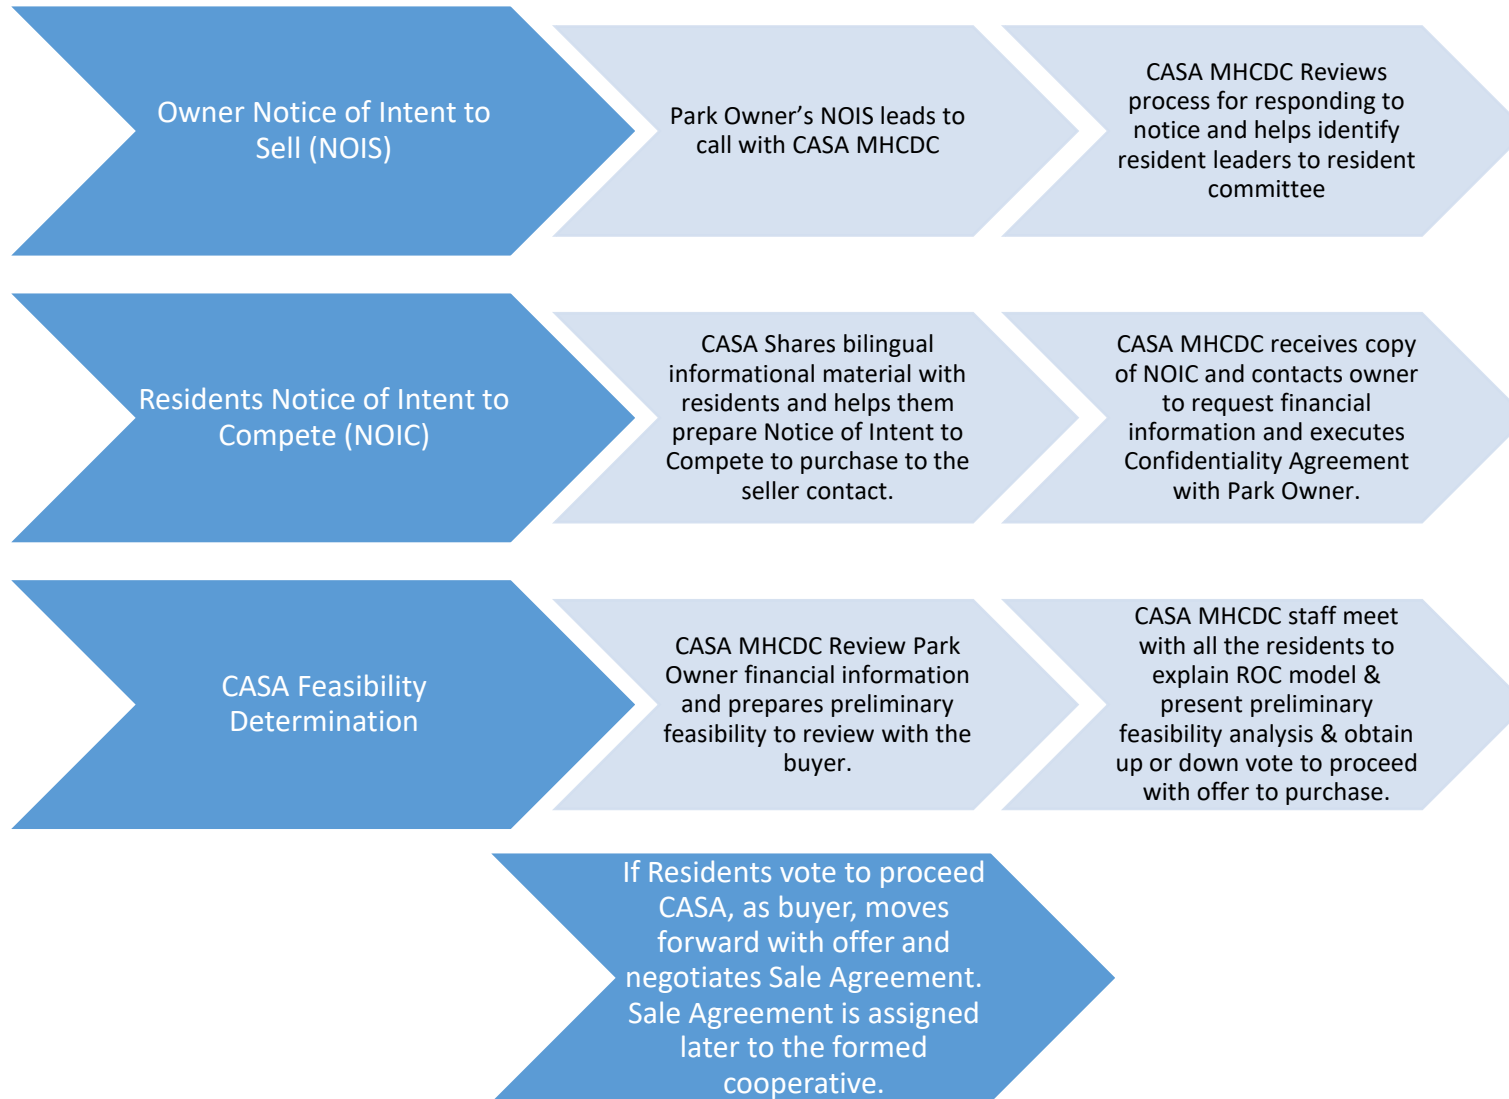 Owner Notice of Intent to
Sell (NOIS)
Park Owner’s NOIS leads to
call with CASA MHCDC
CASA MHCDC Reviews
process for responding to
notice and helps identify
resident leaders to resident
committee
Residents Notice of Intent to
Compete (NOIC)
CASA Shares bilingual
informational material with
residents and helps them
prepare Notice of Intent to
Compete to purchase to the
seller contact.
CASA MHCDC receives copy
of NOIC and contacts owner
to request financial
information and executes
Confidentiality Agreement
with Park Owner.
CASA Feasibility
Determination
CASA MHCDC Review Park
Owner financial information
and prepares preliminary
feasibility to review with the
buyer.
CASA MHCDC staff meet
with all the residents to
explain ROC model &
present preliminary
feasibility analysis & obtain
up or down vote to proceed
with offer to purchase.
If Residents vote to proceed
CASA, as buyer, moves
forward with offer and
negotiates Sale Agreement.
Sale Agreement is assigned
later to the formed
cooperative.